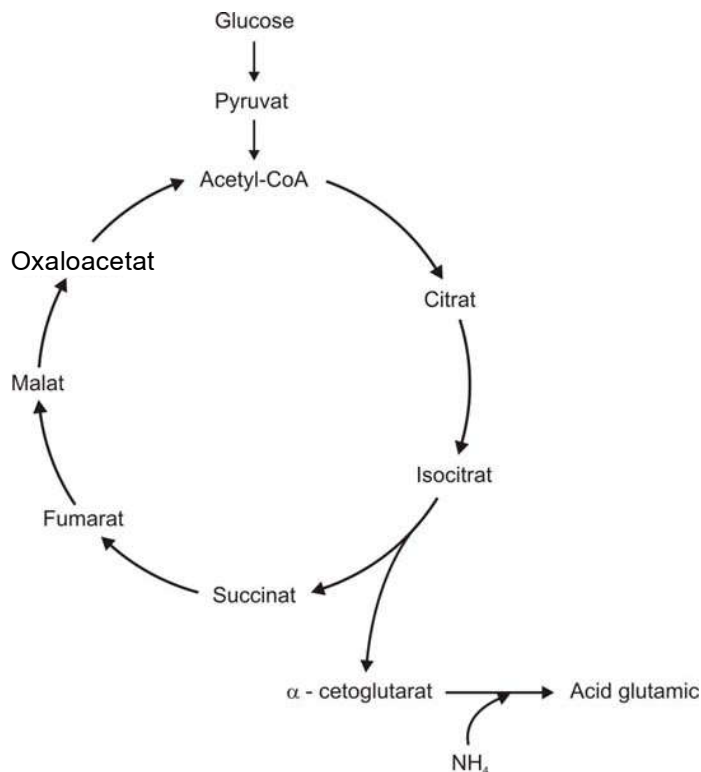 Glucose
Pyruvat
Acetyl-CoA
Oxaloacetat
Citrat
Malat
Isocitrat
Fumarat
Succinat
α - cetoglutarat
Acid glutamic
NH₄